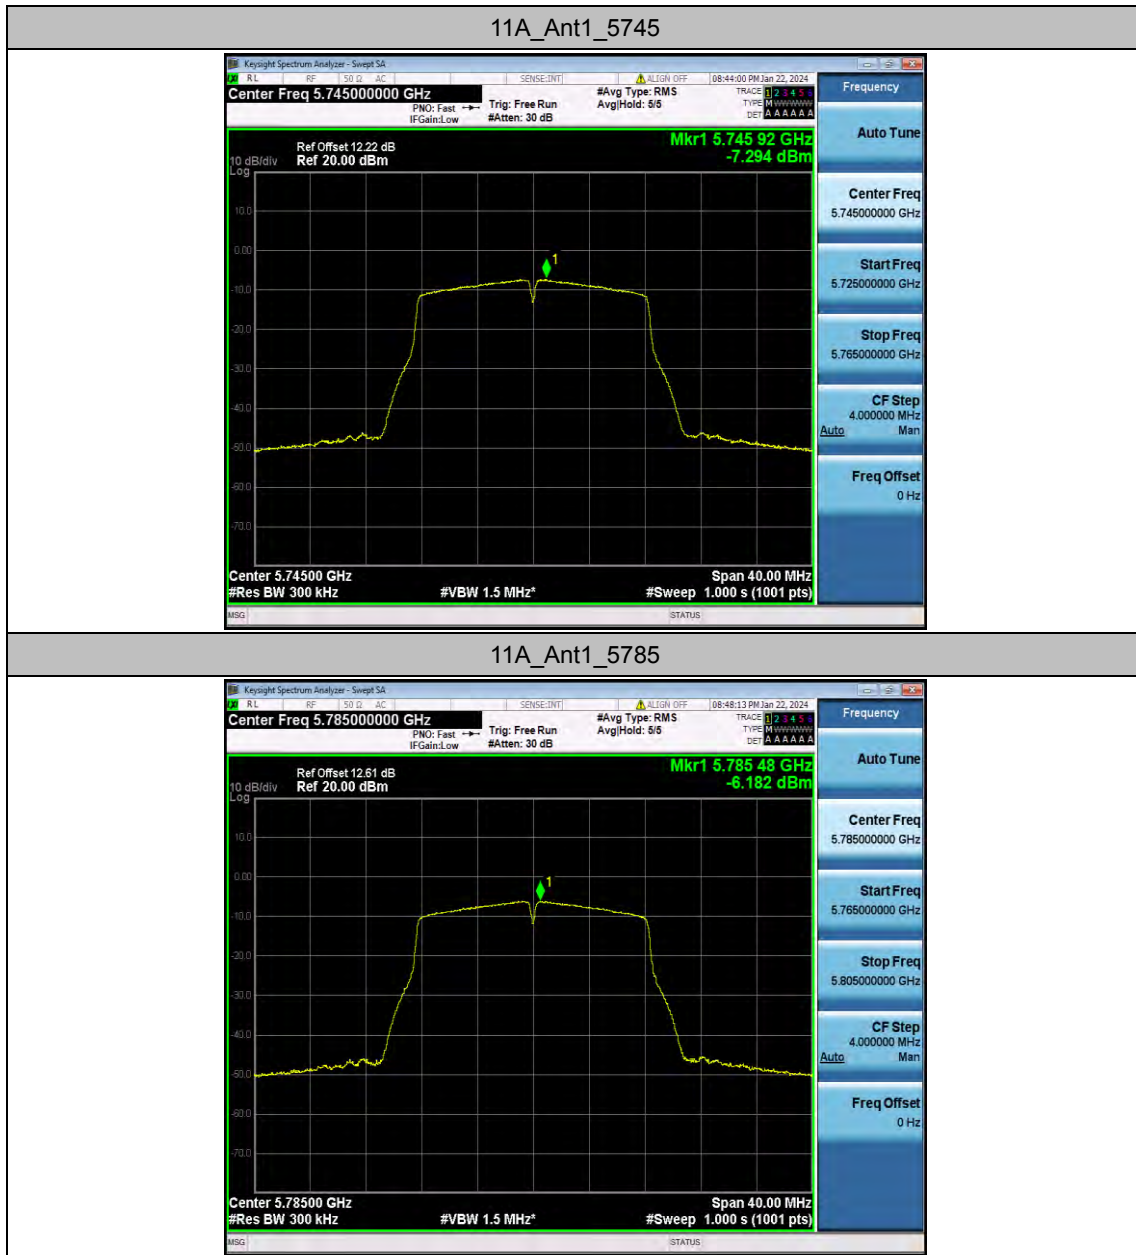 11A_Ant1_5745
Keysight Spectrum Analyzer - Swept SA
RL RF 50 Ω AC SENSE:INT ALIGN OFF 08:44:00 PM Jan 22, 2024
Center Freq 5.745000000 GHz #Avg Type: RMS TRACE 1 2 3 4 5 6 Frequency
PNO: Fast Trig: Free Run Avg|Hold: 5/5 TYPE M WWWWW
IFGain:Low #Atten: 30 dB DET A A A A A A
Auto Tune
Mkr1 5.745 92 GHz
Ref Offset 12.22 dB
10 dB/div Ref 20.00 dBm -7.294 dBm
Log
Center Freq
5.745000000 GHz
10.0
0.00
Start Freq
5.725000000 GHz
1
-10.0
-20.0
Stop Freq
5.765000000 GHz
-30.0
-40.0
CF Step
4.000000 MHz
Auto Man
-50.0
Freq Offset
0 Hz
-60.0
-70.0
Center 5.74500 GHz Span 40.00 MHz
#Res BW 300 kHz #VBW 1.5 MHz* #Sweep 1.000 s (1001 pts)
MSG STATUS
11A_Ant1_5785
Keysight Spectrum Analyzer - Swept SA
RL RF 50 Ω AC SENSE:INT ALIGN OFF 08:48:13 PM Jan 22, 2024
Center Freq 5.785000000 GHz #Avg Type: RMS TRACE 1 2 3 4 5 6 Frequency
PNO: Fast Trig: Free Run Avg|Hold: 5/5 TYPE M WWWWW
IFGain:Low #Atten: 30 dB DET A A A A A A
Auto Tune
Mkr1 5.785 48 GHz
Ref Offset 12.61 dB
10 dB/div Ref 20.00 dBm -6.182 dBm
Log
Center Freq
5.785000000 GHz
10.0
0.00
Start Freq
5.765000000 GHz
1
-10.0
-20.0
Stop Freq
5.805000000 GHz
-30.0
-40.0
CF Step
4.000000 MHz
Auto Man
-50.0
Freq Offset
0 Hz
-60.0
-70.0
Center 5.78500 GHz Span 40.00 MHz
#Res BW 300 kHz #VBW 1.5 MHz* #Sweep 1.000 s (1001 pts)
MSG STATUS